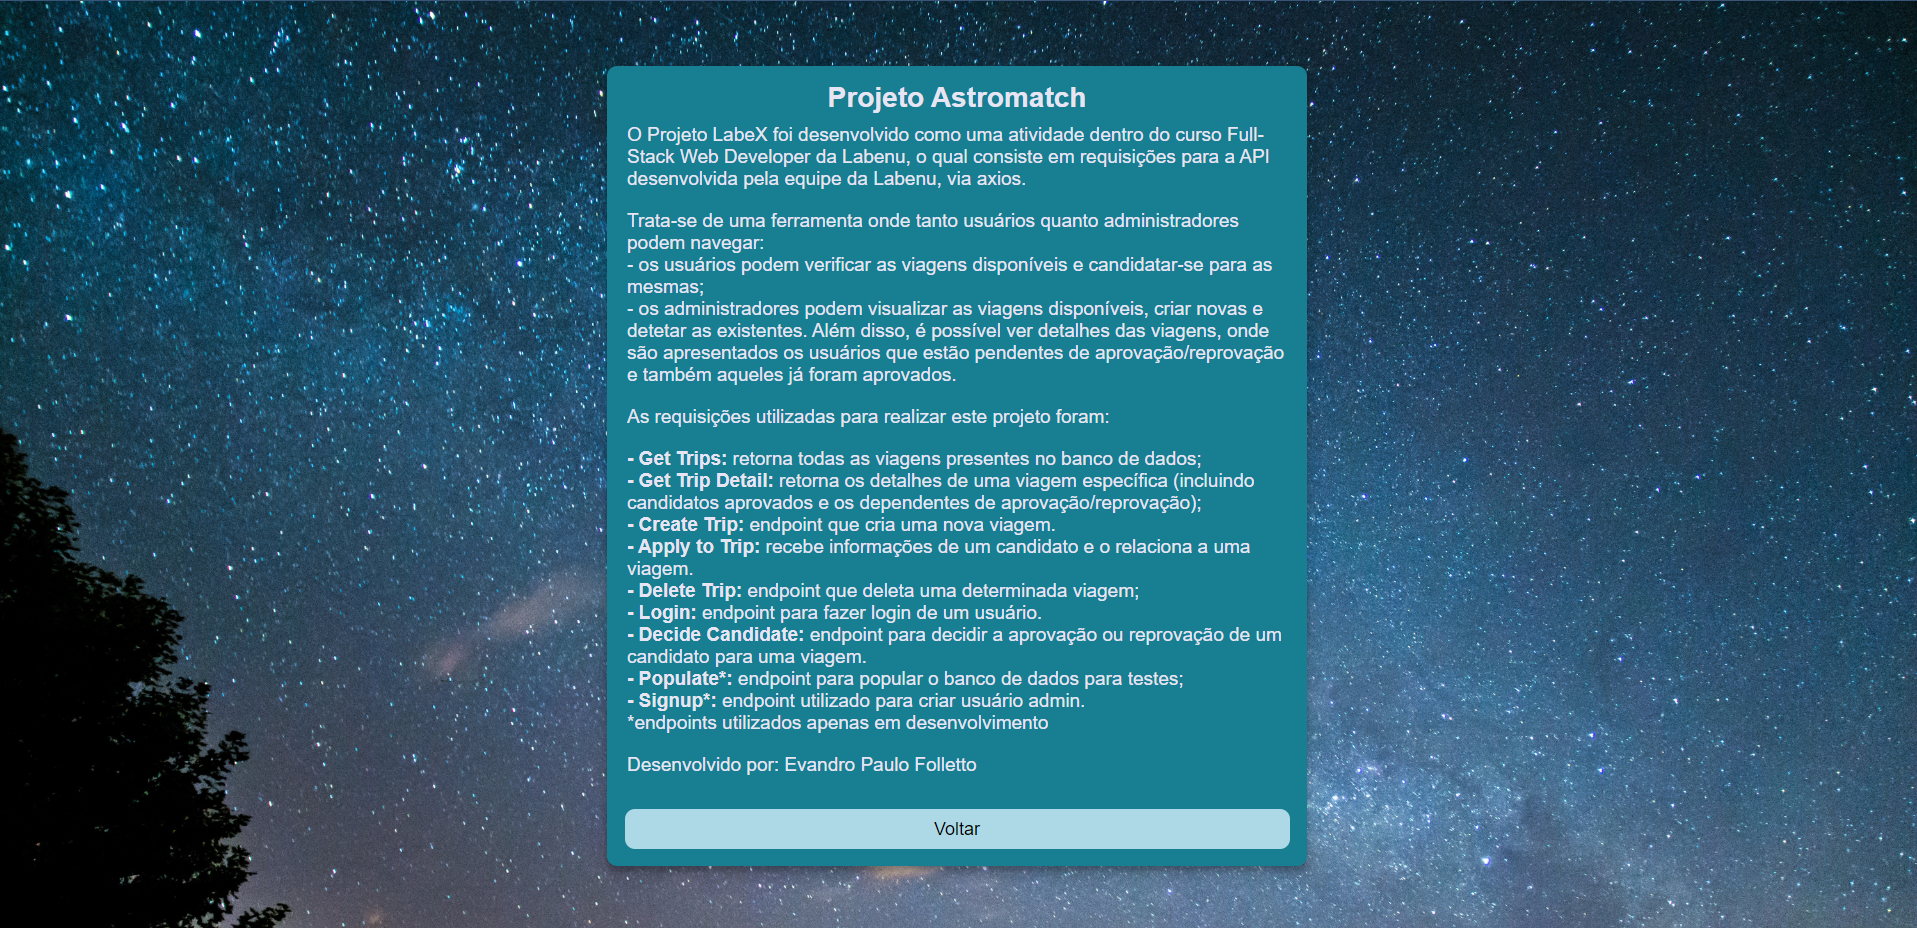 Projeto Astromatch
O Projeto LabeX foi desenvolvido como uma atividade dentro do curso Full-
Stack Web Developer da Labenu, o qual consiste em requisições para a API
desenvolvida pela equipe da Labenu, via axios.
Trata-se de uma ferramenta onde tanto usuários quanto administradores
podem navegar:
- os usuários podem verificar as viagens disponíveis e candidatar-se para as
mesmas;
- os administradores podem visualizar as viagens disponíveis, criar novas e
detetar as existentes. Além disso, é possível ver detalhes das viagens, onde
são apresentados os usuários que estão pendentes de aprovação/reprovação
e também aqueles já foram aprovados.
As requisições utilizadas para realizar este projeto foram:
- Get Trips: retorna todas as viagens presentes no banco de dados;
- Get Trip Detail: retorna os detalhes de uma viagem específica (incluindo
candidatos aprovados e os dependentes de aprovação/reprovação);
- Create Trip: endpoint que cria uma nova viagem.
- Apply to Trip: recebe informações de um candidato e o relaciona a uma
viagem.
- Delete Trip: endpoint que deleta uma determinada viagem;
- Login: endpoint para fazer login de um usuário.
- Decide Candidate: endpoint para decidir a aprovação ou reprovação de um
candidato para uma viagem.
- Populate*: endpoint para popular o banco de dados para testes;
- Signup*: endpoint utilizado para criar usuário admin.
*endpoints utilizados apenas em desenvolvimento
Desenvolvido por: Evandro Paulo Folletto
Voltar